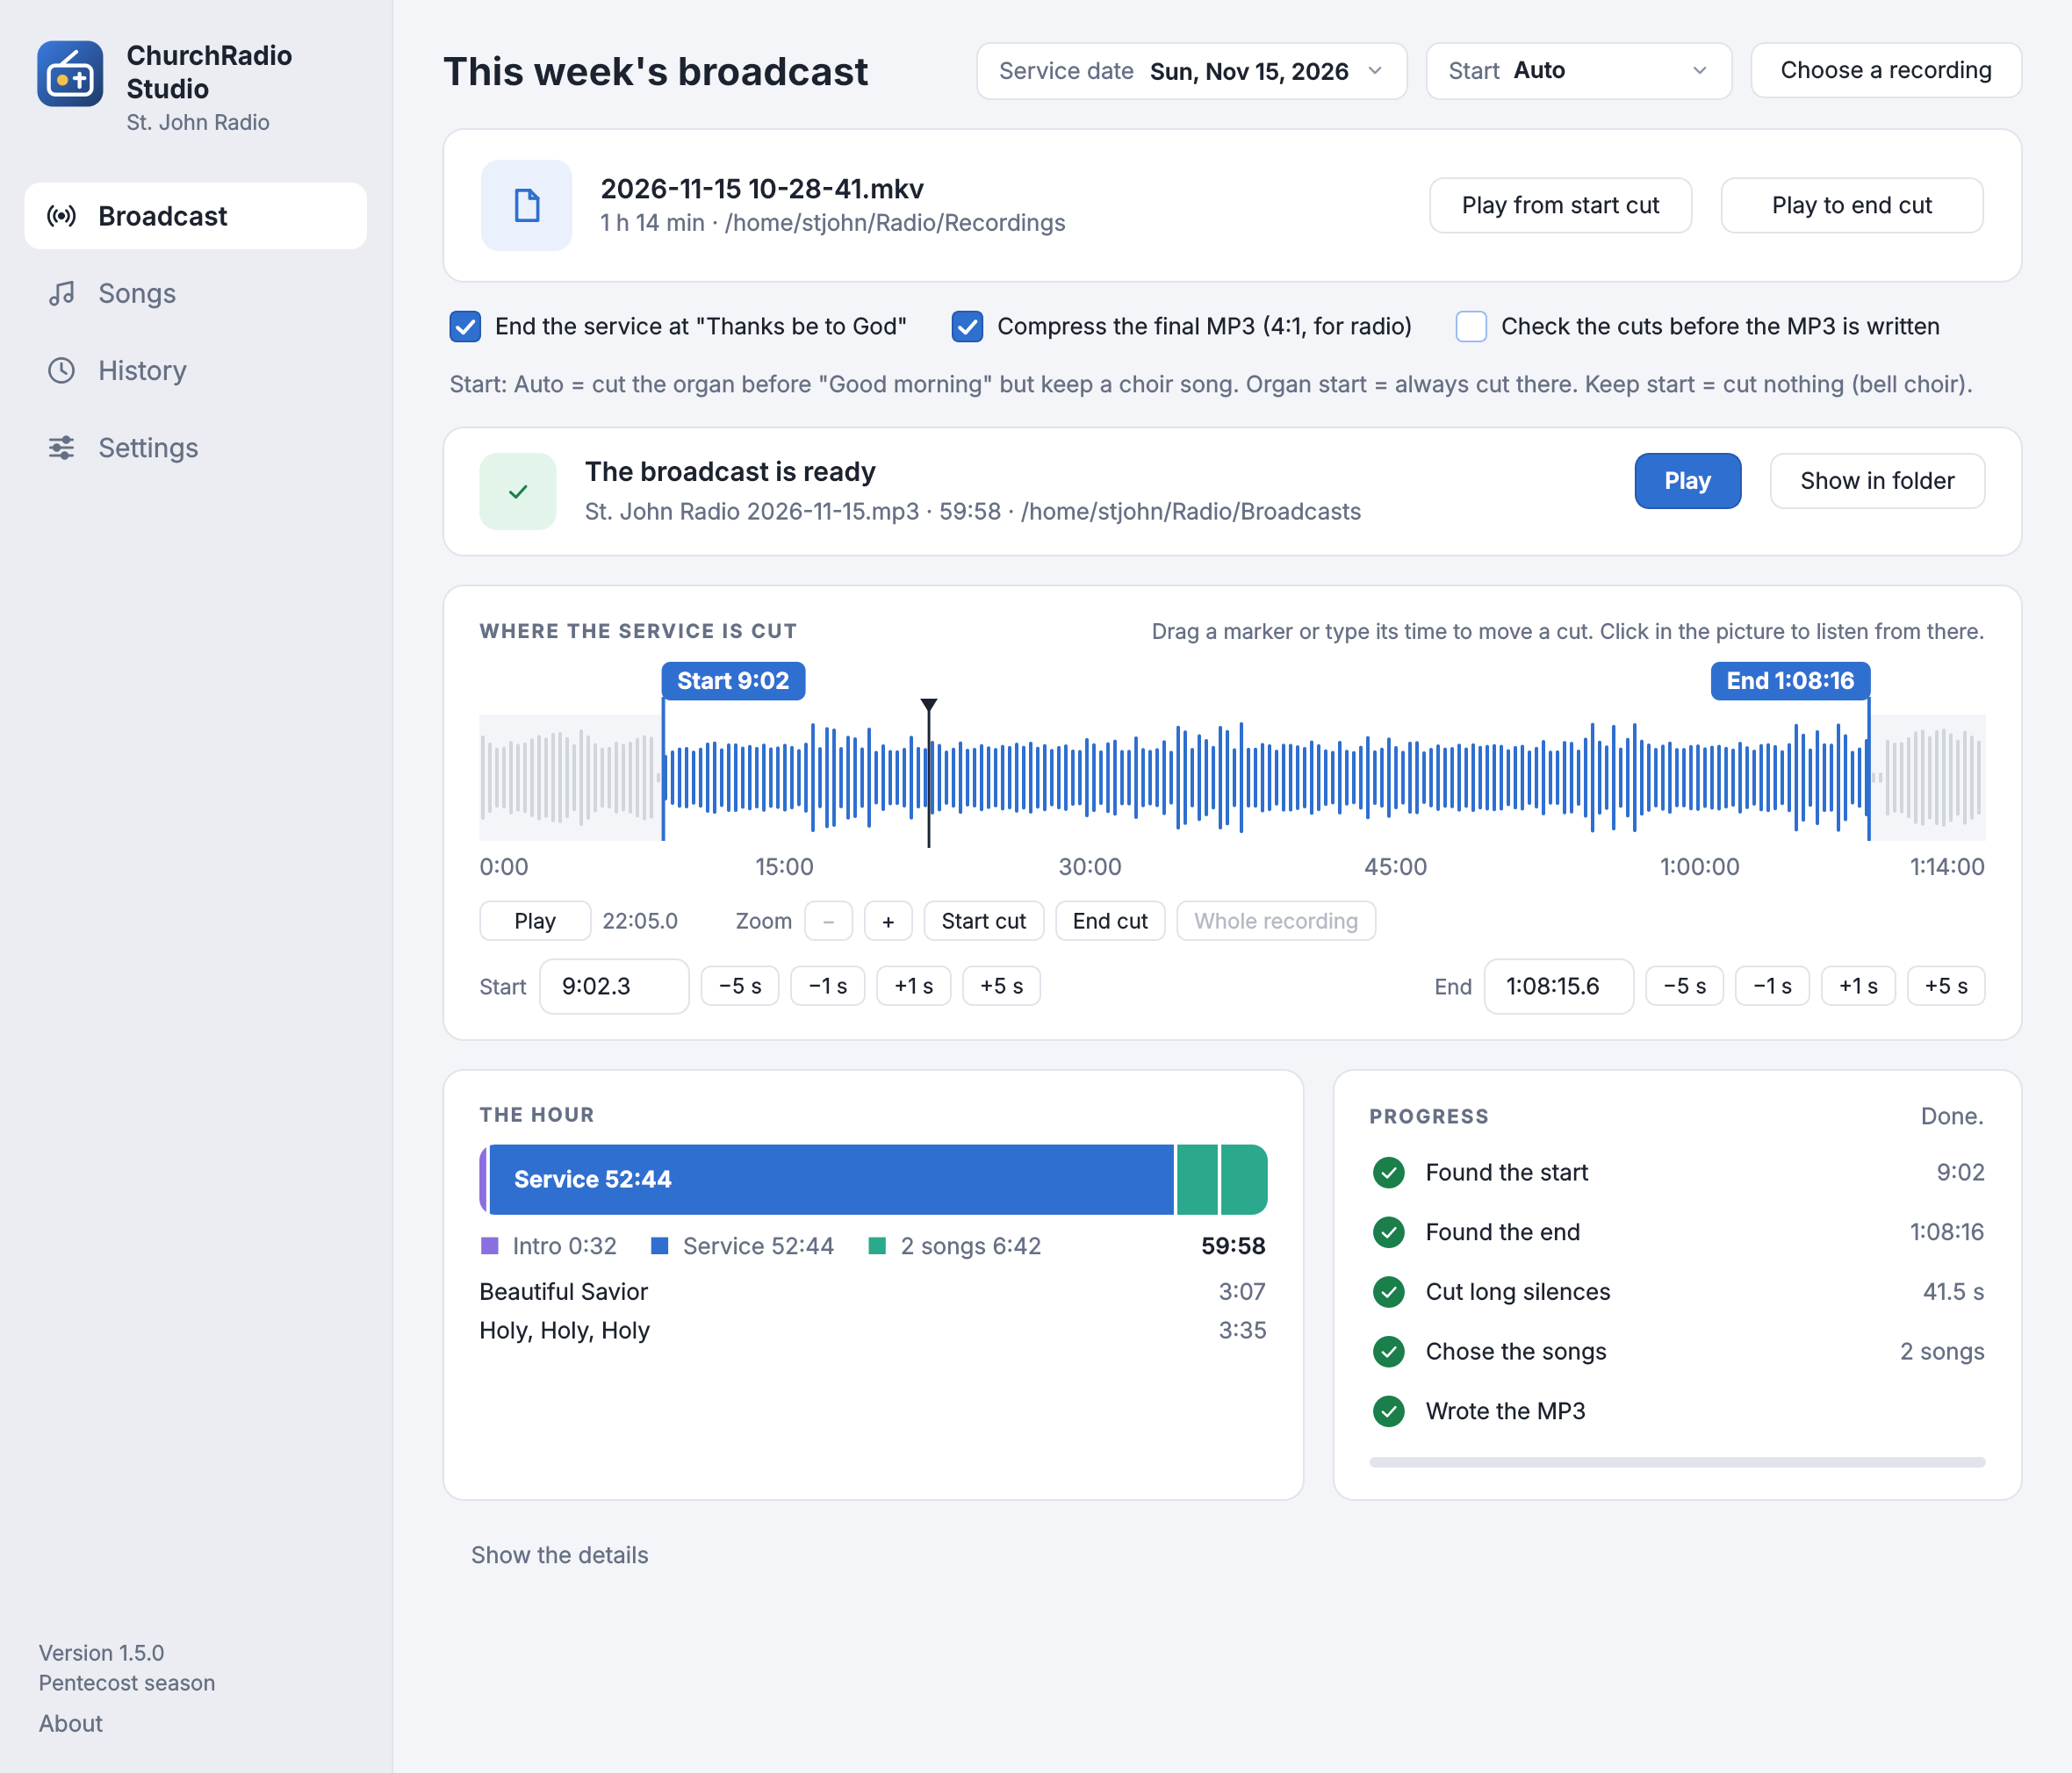 ChurchRadio
Studio
St. John Radio
Broadcast
Songs
History
Settings
Version 1.5.0
Pentecost season
About
This week's broadcast
Service date Sun, Nov 15, 2026
Start Auto
Choose a recording
2026-11-15 10-28-41.mkv
1 h 14 min · /home/stjohn/Radio/Recordings
Play from start cut
Play to end cut
End the service at "Thanks be to God"
Compress the final MP3 (4:1, for radio)
Check the cuts before the MP3 is written
Start: Auto = cut the organ before "Good morning" but keep a choir song. Organ start = always cut there. Keep start = cut nothing (bell choir).
The broadcast is ready
St. John Radio 2026-11-15.mp3 · 59:58 · /home/stjohn/Radio/Broadcasts
Play
Show in folder
WHERE THE SERVICE IS CUT
Drag a marker or type its time to move a cut. Click in the picture to listen from there.
Start 9:02
End 1:08:16
0:00 15:00 30:00 45:00 1:00:00 1:14:00
Play 22:05.0 Zoom − + Start cut End cut Whole recording
Start 9:02.3 −5 s −1 s +1 s +5 s
End 1:08:15.6 −5 s −1 s +1 s +5 s
THE HOUR
Service 52:44
Intro 0:32 Service 52:44 2 songs 6:42 59:58
Beautiful Savior 3:07
Holy, Holy, Holy 3:35
PROGRESS Done.
Found the start 9:02
Found the end 1:08:16
Cut long silences 41.5 s
Chose the songs 2 songs
Wrote the MP3
Show the details